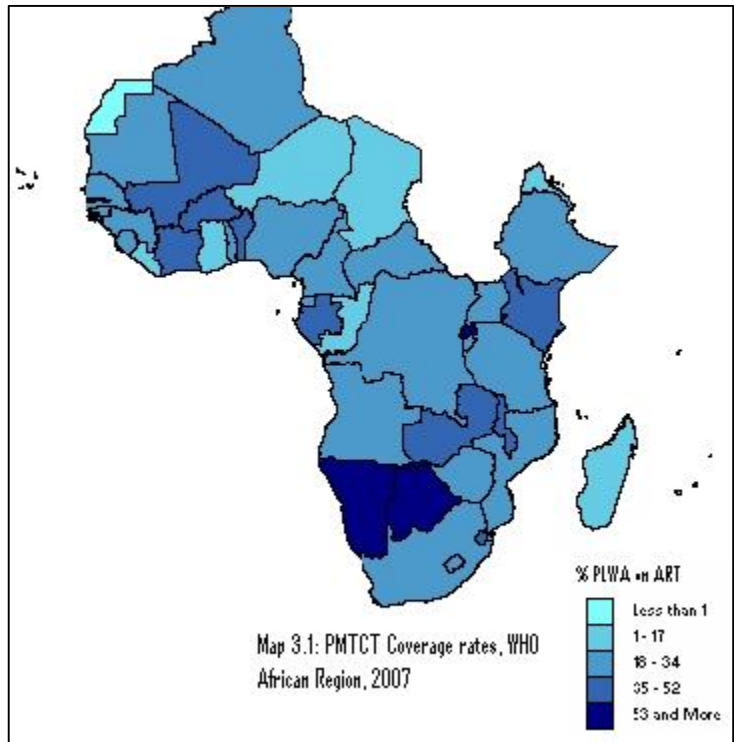 % PLWA on ART
Less than 1
1 - 17
18 - 34
35 - 52
53 and More
Map 3.1: PMTCT Coverage rates, WHO
African Region, 2007